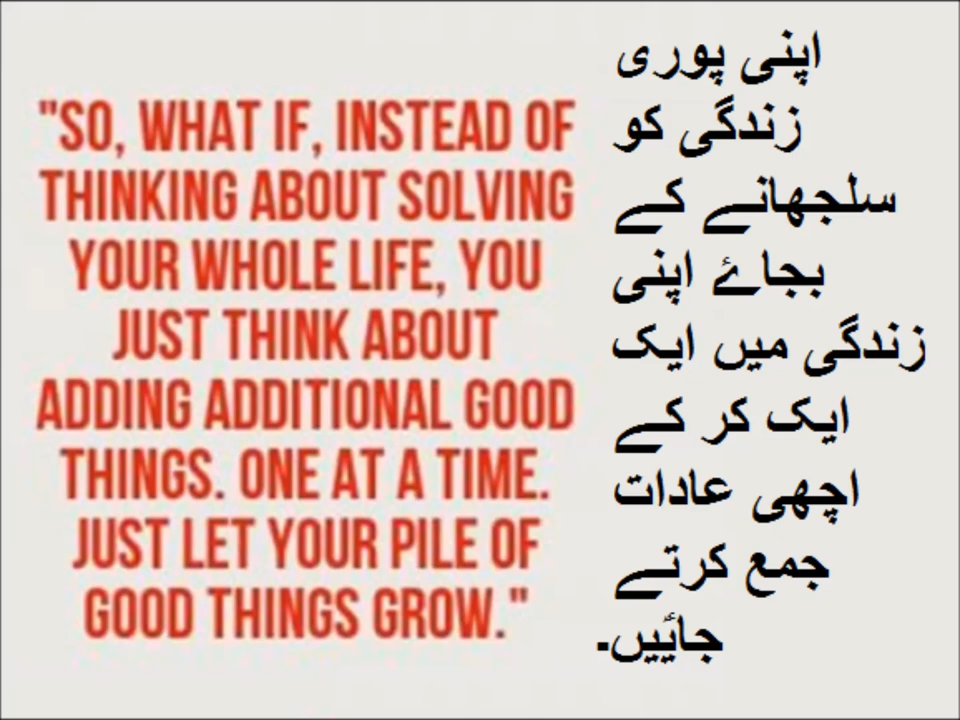 "SO, WHAT IF, INSTEAD OF
THINKING ABOUT SOLVING
YOUR WHOLE LIFE, YOU
JUST THINK ABOUT
ADDING ADDITIONAL GOOD
THINGS. ONE AT A TIME.
JUST LET YOUR PILE OF
GOOD THINGS GROW."
اپنی پوری
زندگی کو
سلجھانے کے
بجاۓ اپنی
زندگی میں ایک
ایک کر کے
اچھی عادات
جمع کرتے
جائیں۔